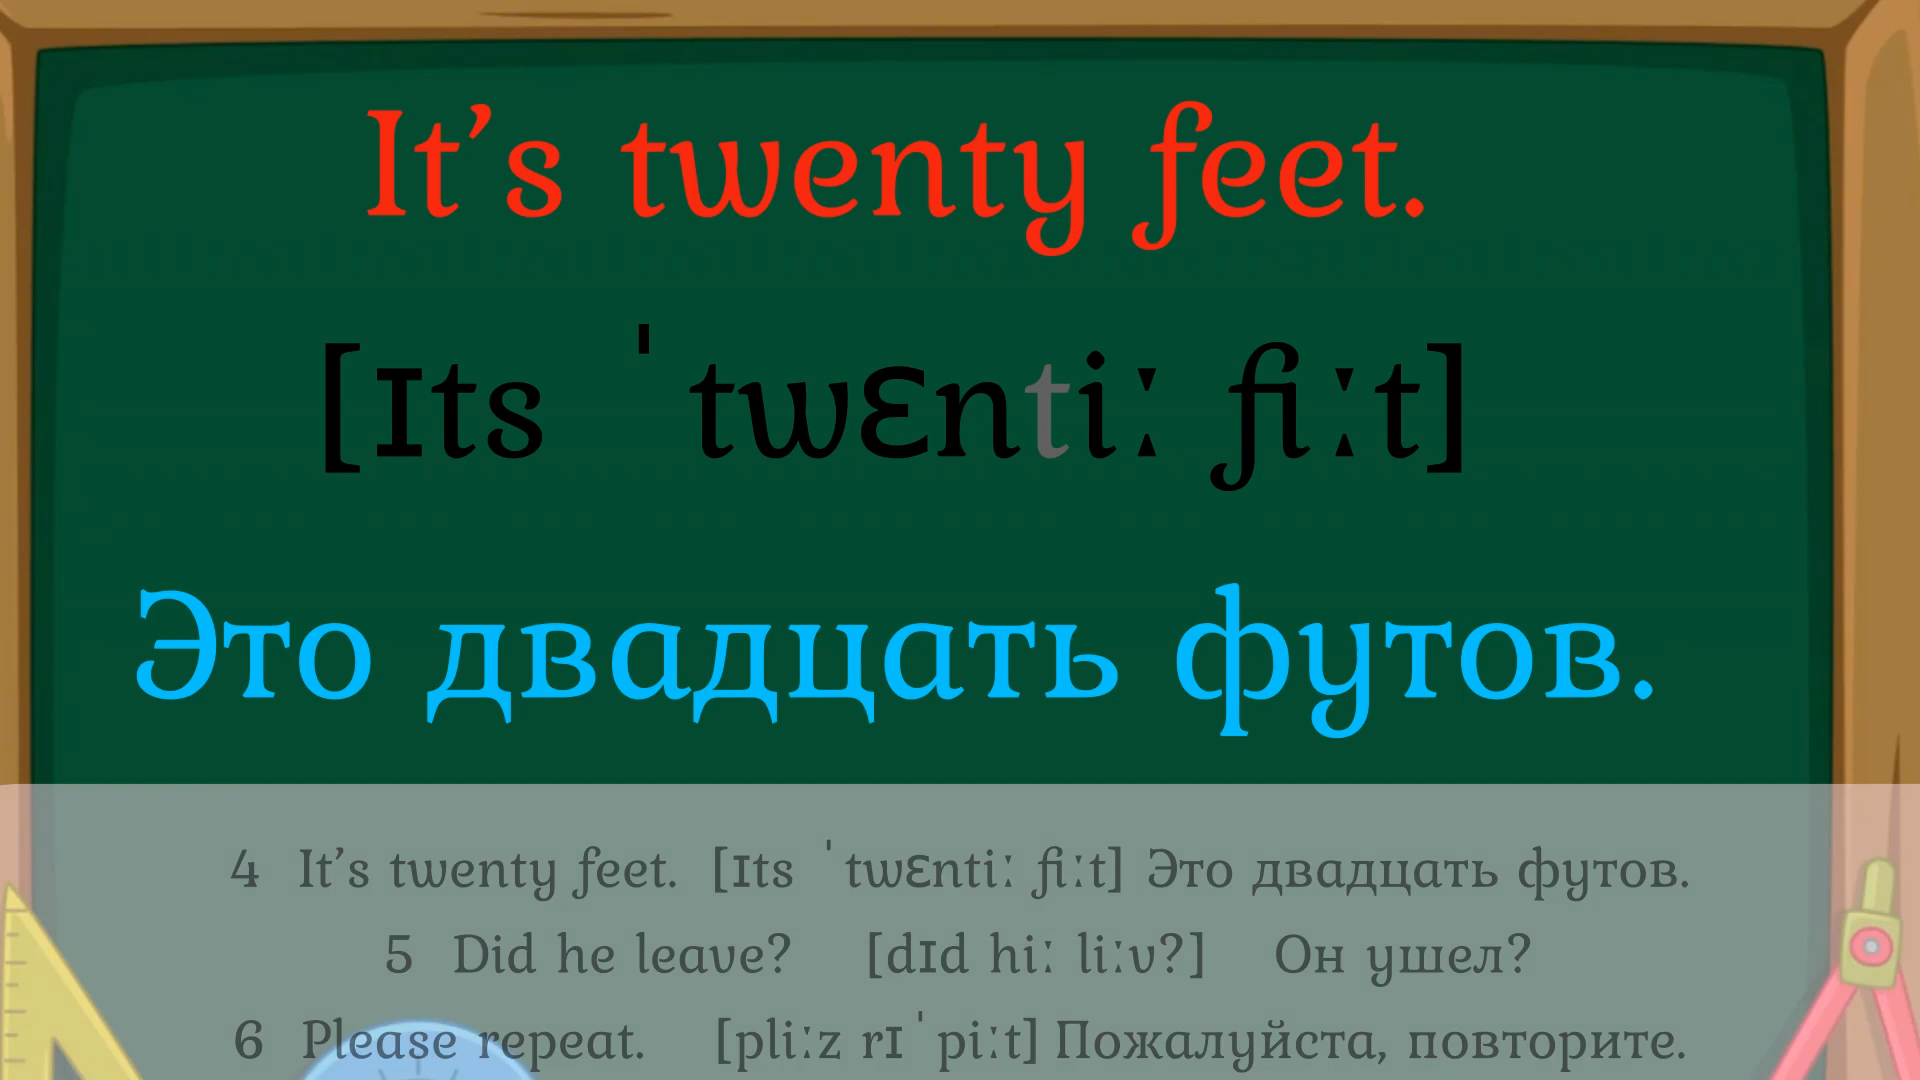 It’s twenty feet.
[ɪts ˈtwɛntiː fiːt]
Это двадцать футов.
4 It’s twenty feet. [ɪts ˈtwɛntiː fiːt] Это двадцать футов.
5 Did he leave? [dɪd hiː liːv?] Он ушел?
6 Please repeat. [pliːz rɪˈpiːt] Пожалуйста, повторите.